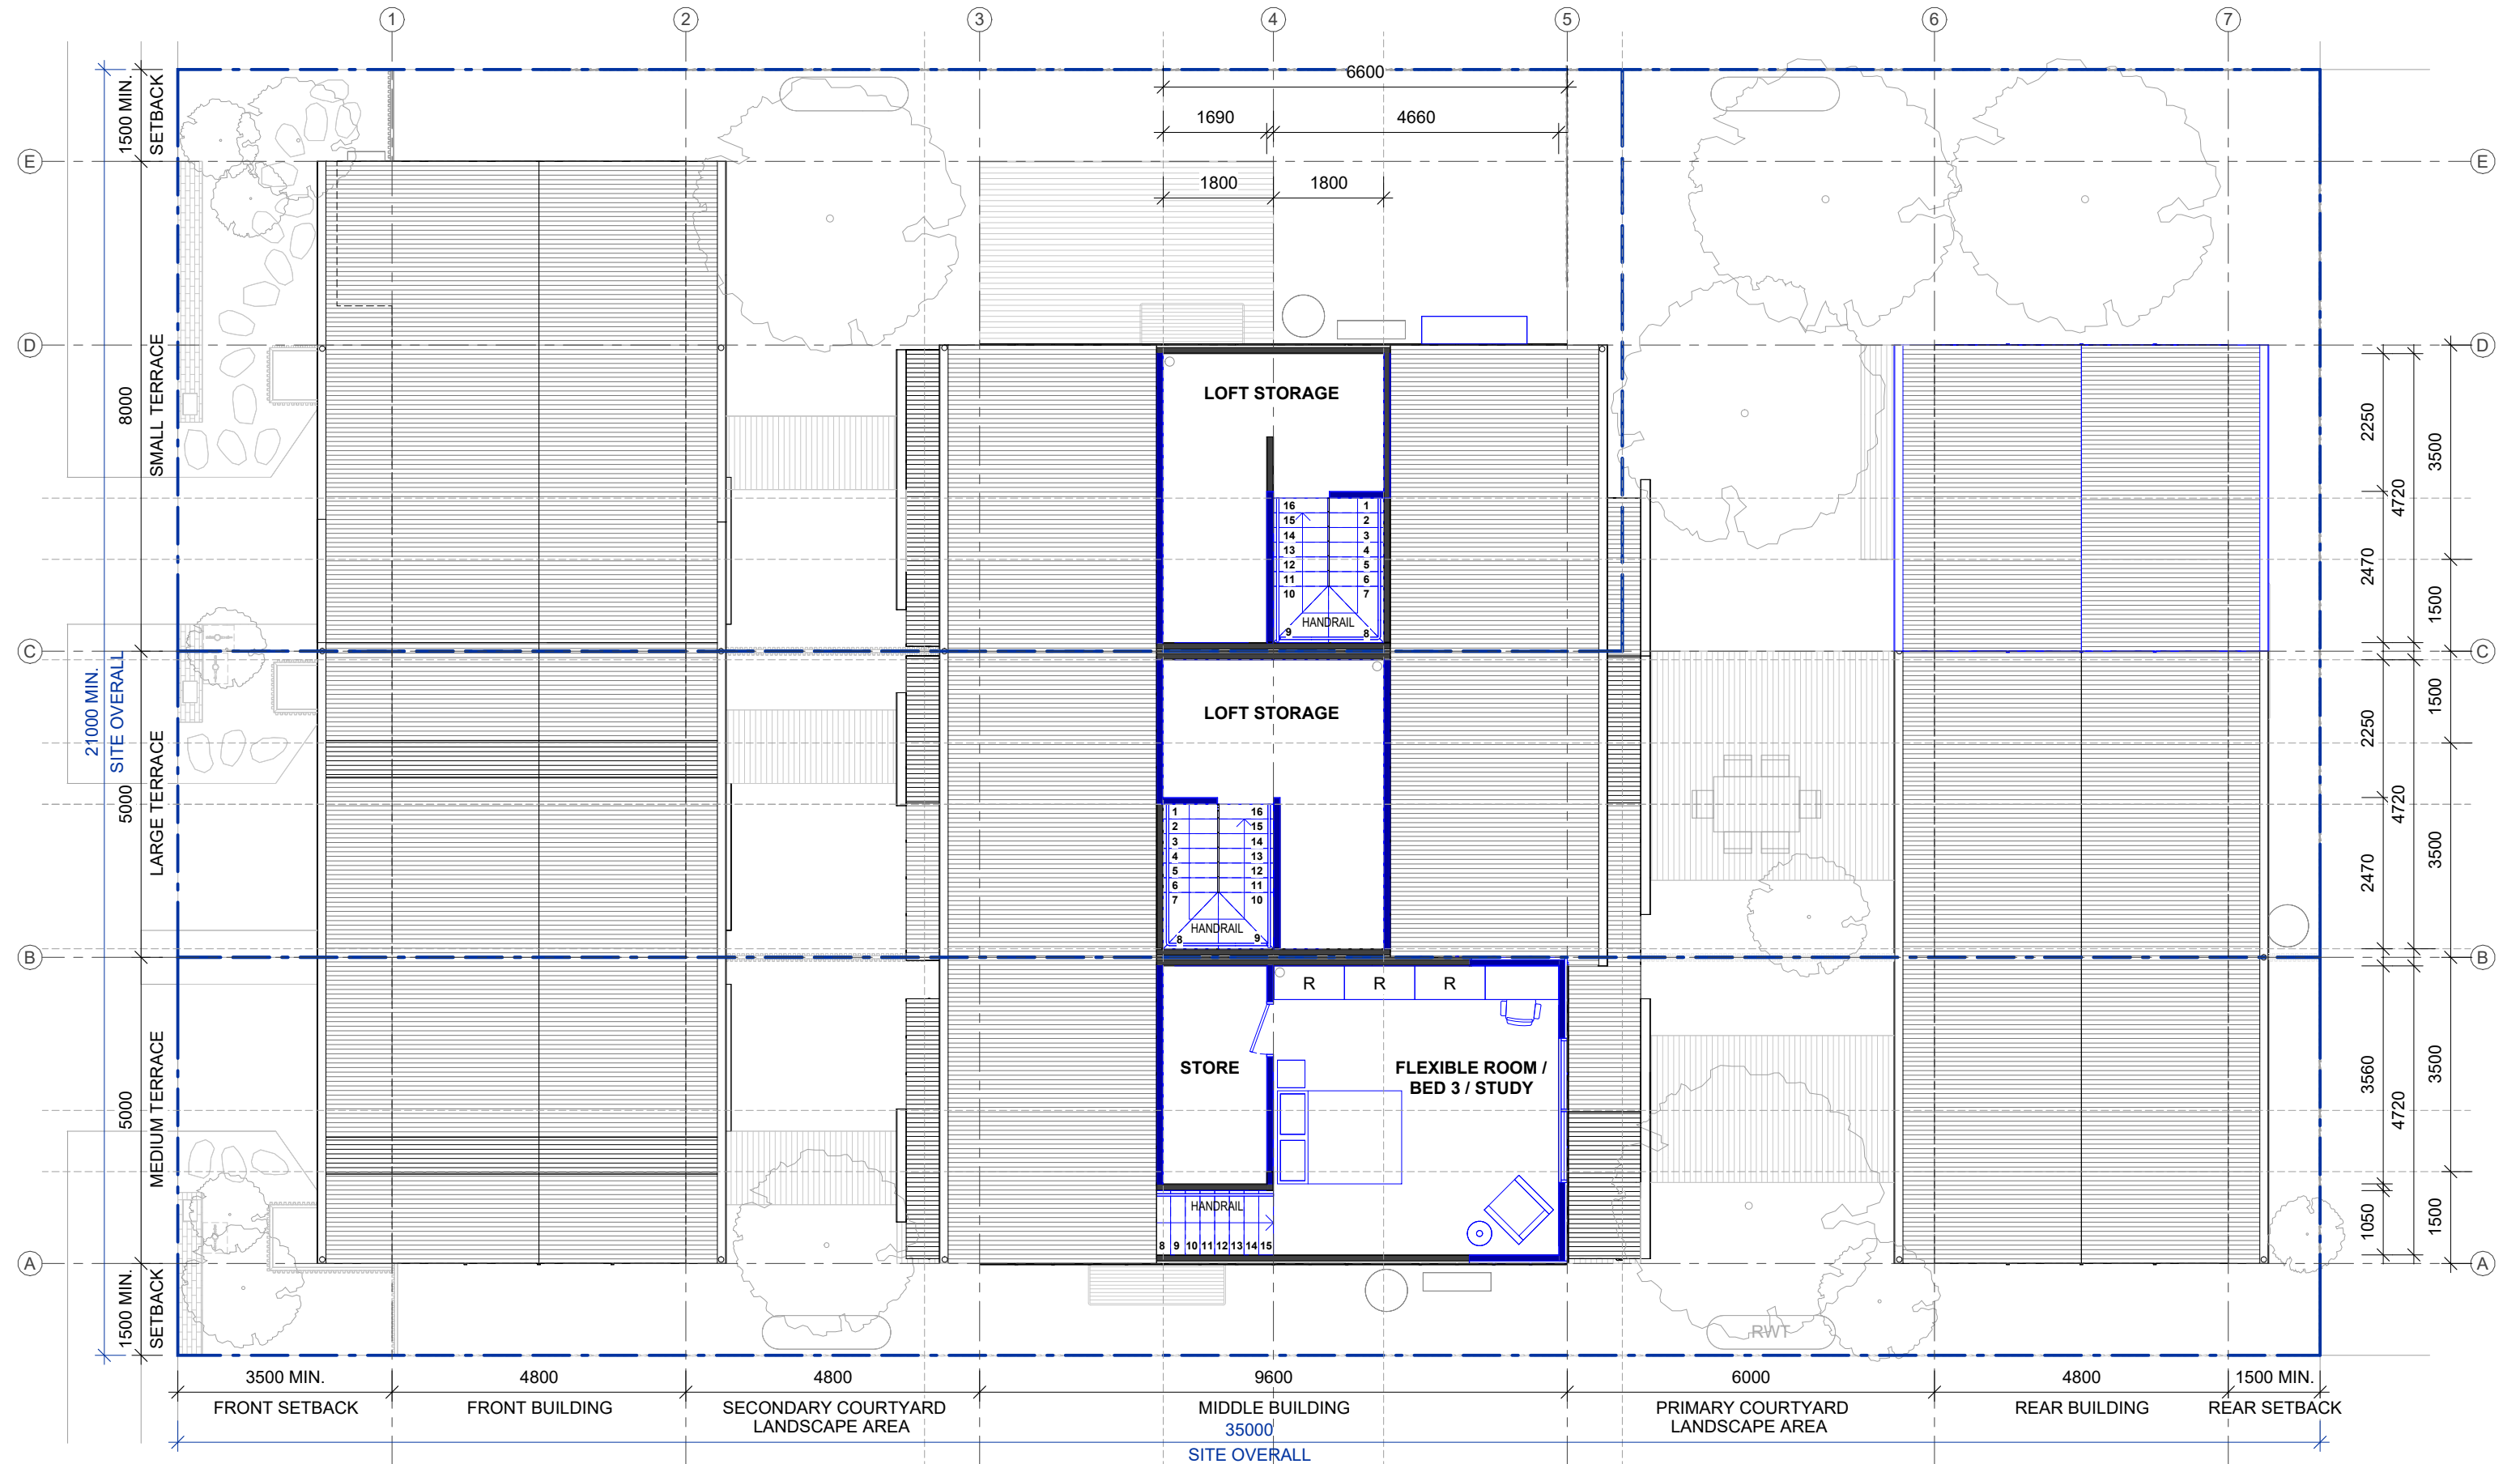 1 2 3 4 5 6 7
6600
1690 4660
1800 1800
E E
D D
C C
B B
A A
1500 MIN.
SETBACK
8000
SMALL TERRACE
21000 MIN.
SITE OVERALL
5000
LARGE TERRACE
5000
MEDIUM TERRACE
1500 MIN.
SETBACK
LOFT STORAGE
16 1
15 2
14 3
13 4
12 5
11 6
10 7
HANDRAIL
9 8
LOFT STORAGE
1 16
2 15
3 14
4 13
5 12
6 11
7 10
HANDRAIL
8 9
R R R
STORE
FLEXIBLE ROOM /
BED 3 / STUDY
HANDRAIL
8 9 10 11 12 13 14 15
RWT
2250
3500
4720
2470
1500
1500
2250
4720
3500
2470
3560
3500
4720
1050
1500
3500 MIN. 4800 4800 9600 6000 4800 1500 MIN.
FRONT SETBACK FRONT BUILDING SECONDARY COURTYARD MIDDLE BUILDING PRIMARY COURTYARD REAR BUILDING REAR SETBACK
LANDSCAPE AREA LANDSCAPE AREA
35000
SITE OVERALL